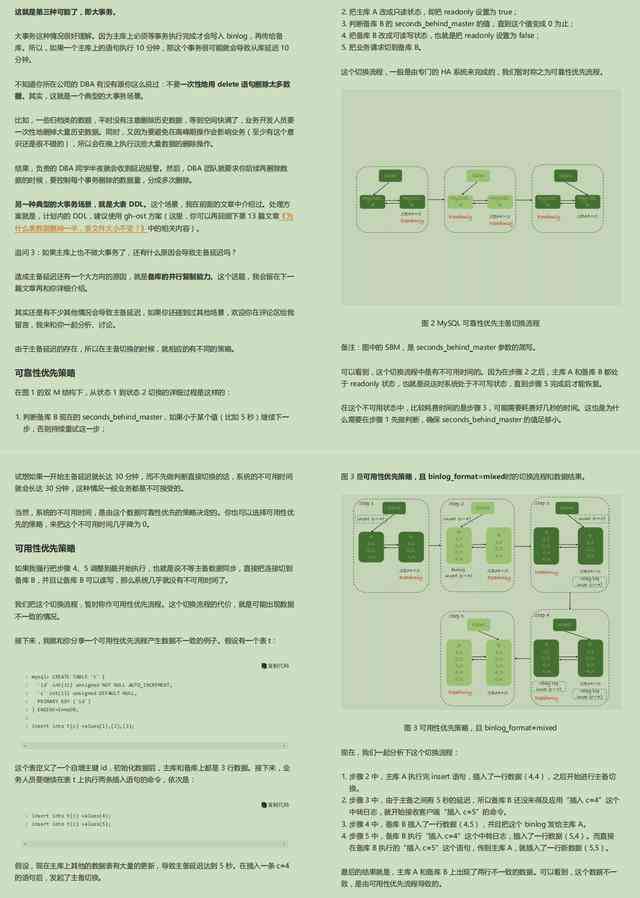 这就是第三种可能了，即大事务。
大事务这种情况很好理解。因为主库上必须等事务执行完成才会写入 binlog，再传给备
库。所以，如果一个主库上的语句执行 10 分钟，那这个事务很可能就会导致从库延迟 10
分钟。
不知道你所在公司的 DBA 有没有跟你这么说过：不要一次性地用 delete 语句删除太多数
据。其实，这就是一个典型的大事务场景。
比如，一些归档类的数据，平时没有注意删除历史数据，等到空间快满了，业务开发人员要
一次性地删掉大量历史数据。同时，又因为要避免在高峰期操作会影响业务（至少有这个意
识还是很不错的），所以会在晚上执行这些大量数据的删除操作。
结果，负责的 DBA 同学半夜就会收到延迟报警。然后，DBA 团队就要求你后续再删除数
据的时候，要控制每个事务删除的数据量，分成多次删除。
另一种典型的大事务场景，就是大表 DDL。这个场景，我在前面的文章中介绍过。处理方
案就是，计划内的 DDL，建议使用 gh-ost 方案（这里，你可以再回顾下第 13 篇文章《为
什么表数据删掉一半，表文件大小不变？》中的相关内容）。
追问 3：如果主库上也不做大事务了，还有什么原因会导致主备延迟吗？
造成主备延迟还有一个大方向的原因，就是备库的并行复制能力。这个话题，我会留在下一
篇文章再和你详细介绍。
其实还是有不少其他情况会导致主备延迟，如果你还碰到过其他场景，欢迎你在评论区给我
留言，我来和你一起分析、讨论。
由于主备延迟的存在，所以在主备切换的时候，就相应的有不同的策略。
可靠性优先策略
在图 1 的双 M 结构下，从状态 1 到状态 2 切换的详细过程是这样的：
1. 判断备库 B 现在的 seconds_behind_master，如果小于某个值（比如 5 秒）继续下一
步，否则持续重试这一步；
2. 把主库 A 改成只读状态，即把 readonly 设置为 true；
3. 判断备库 B 的 seconds_behind_master 的值，直到这个值变成 0 为止；
4. 把备库 B 改成可读写状态，也就是把 readonly 设置为 false；
5. 把业务请求切到备库 B。
这个切换流程，一般是由专门的 HA 系统来完成的，我们暂时称之为可靠性优先流程。
图 2 MySQL 可靠性优先主备切换流程
备注：图中的 SBM，是 seconds_behind_master 参数的简写。
可以看到，这个切换流程中是有不可用时间的。因为在步骤 2 之后，主库 A 和备库 B 都处
于 readonly 状态，也就是说这时系统处于不可写状态，直到步骤 5 完成后才能恢复。
在这个不可用状态中，比较耗费时间的是步骤 3，可能需要耗费好几秒的时间。这也是为什
么需要在步骤 1 先做判断，确保 seconds_behind_master 的值足够小。
试想如果一开始主备延迟就长达 30 分钟，而不先做判断直接切换的话，系统的不可用时间
就会长达 30 分钟，这种情况一般业务都是不可接受的。
当然，系统的不可用时间，是由这个数据可靠性优先的策略决定的。你也可以选择可用性优
先的策略，来把这个不可用时间几乎降为 0。
可用性优先策略
如果我强行把步骤 4、5 调整到最开始执行，也就是说不等主备数据同步，直接把连接切到
备库 B，并且让备库 B 可以读写，那么系统几乎就没有不可用时间了。
我们把这个切换流程，暂时称作可用性优先流程。这个切换流程的代价，就是可能出现数据
不一致的情况。
接下来，我就和你分享一个可用性优先流程产生数据不一致的例子。假设有一个表 t：
复制代码
mysql> CREATE TABLE `t` (
`id` int(11) unsigned NOT NULL AUTO_INCREMENT,
`c` int(11) unsigned DEFAULT NULL,
PRIMARY KEY (`id`)
) ENGINE=InnoDB;
insert into t(c) values(1),(2),(3);
这个表定义了一个自增主键 id，初始化数据后，主库和备库上都是 3 行数据。接下来，业
务人员要继续在表 t 上执行两条插入语句的命令，依次是：
复制代码
insert into t(c) values(4);
insert into t(c) values(5);
假设，现在主库上其他的数据表有大量的更新，导致主备延迟达到 5 秒。在插入一条 c=4
的语句后，发起了主备切换。
图 3 是可用性优先策略，且 binlog_format=mixed时的切换流程和数据结果。
图 3 可用性优先策略，且 binlog_format=mixed
现在，我们一起分析下这个切换流程：
1. 步骤 2 中，主库 A 执行完 insert 语句，插入了一行数据（4,4），之后开始进行主备切
换。
2. 步骤 3 中，由于主备之间有 5 秒的延迟，所以备库 B 还没来得及应用“插入 c=4”这个
中转日志，就开始接收客户端“插入 c=5”的命令。
3. 步骤 4 中，备库 B 插入了一行数据（4,5），并且把这个 binlog 发给主库 A。
4. 步骤 5 中，备库 B 执行“插入 c=4”这个中转日志，插入了一行数据（5,4）。而直接
在备库 B 执行的“插入 c=5”这个语句，传到主库 A，就插入了一行新数据（5,5）。
最后的结果就是，主库 A 和备库 B 上出现了两行不一致的数据。可以看到，这个数据不一
致，是由可用性优先流程导致的。